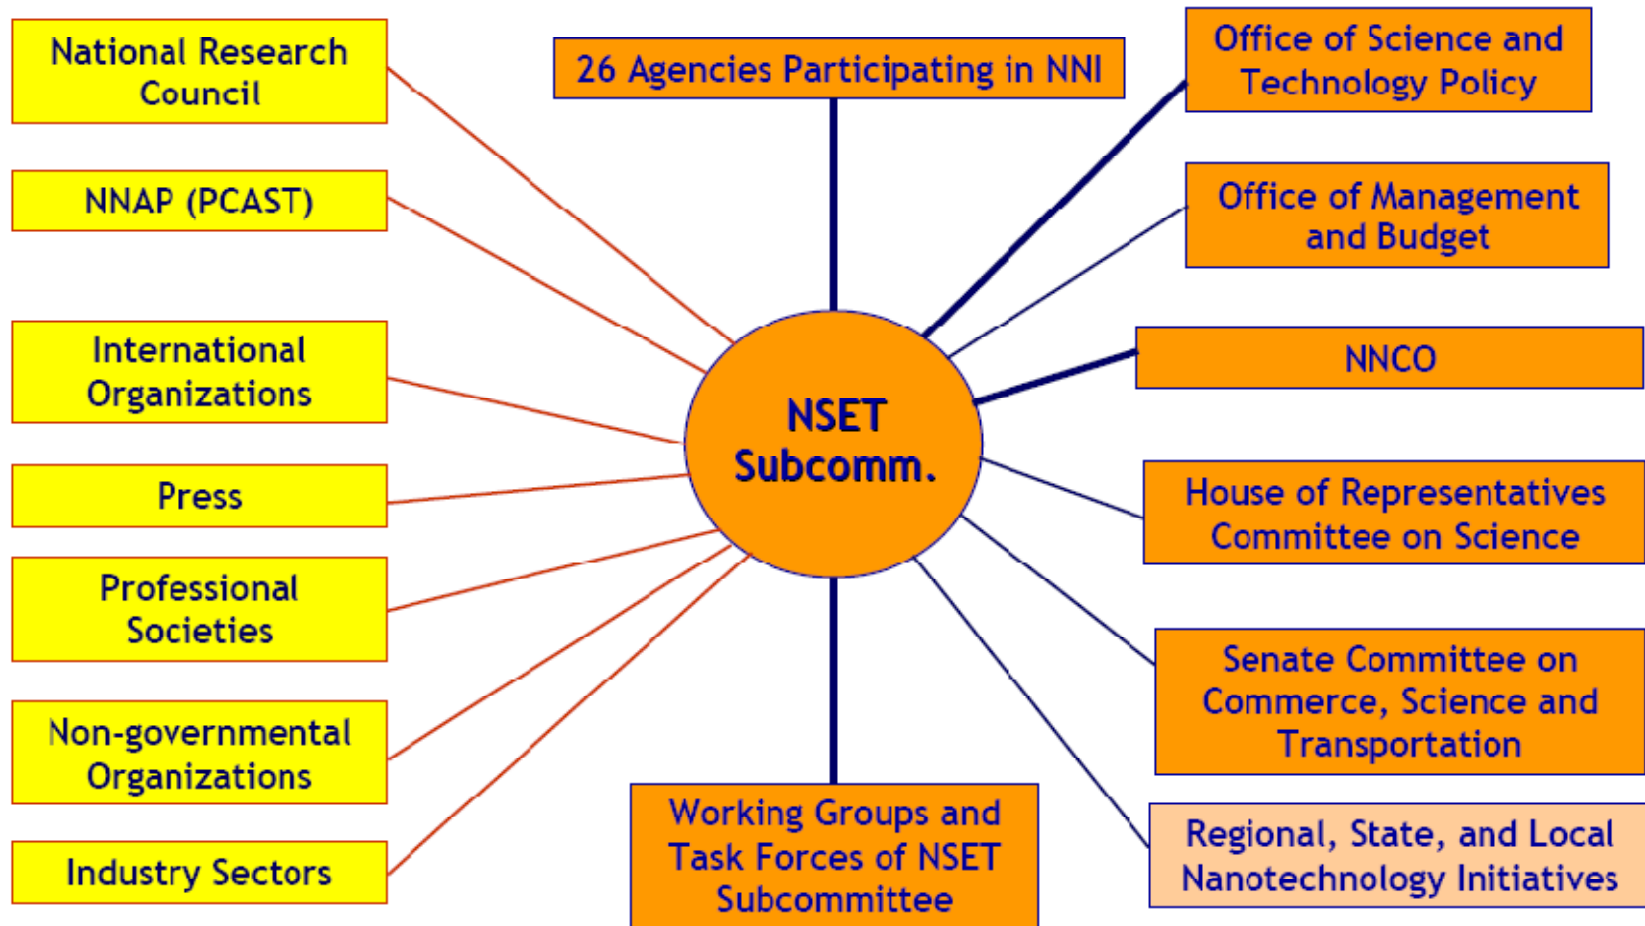 National Research
Council
26 Agencies Participating in NNI
Office of Science and
Technology Policy
NNAP (PCAST)
Office of Management
and Budget
International
Organizations
NNCO
NSET
Subcomm.
Press
House of Representatives
Committee on Science
Professional
Societies
Senate Committee on
Commerce, Science and
Transportation
Non-governmental
Organizations
Working Groups and
Task Forces of NSET
Subcommittee
Regional, State, and Local
Nanotechnology Initiatives
Industry Sectors